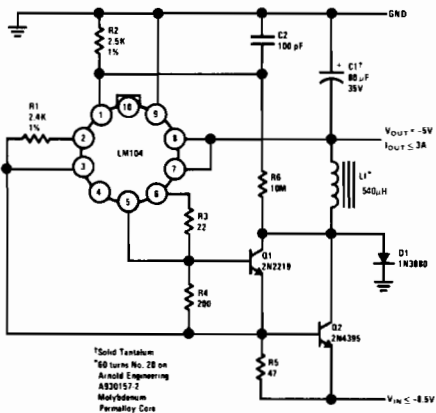 GND
R2
2.5K
1%
C2
100 pF
C1†
80 µF
35V
+
R1
2.4K
1%
1
10
9
2
8
3
7
4
5
6
LM104
VOUT = -5V
IOUT ≤ 3A
R6
10M
L1*
540µH
R3
22
Q1
2N2219
D1
1N3880
R4
200
Q2
2N4395
R5
47
VIN ≤ -8.5V
†Solid Tantalum
*60 turns No. 20 on
Arnold Engineering
A930157-2
Molybdenum
Permalloy Core